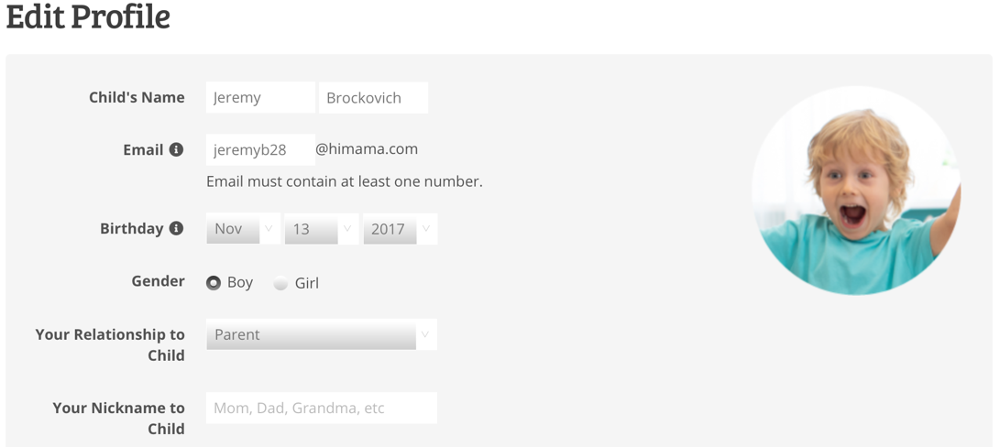 Edit Profile
Child's Name Jeremy Brockovich
Email jeremyb28 @himama.com
Email must contain at least one number.
Birthday Nov 13 2017
Gender Boy Girl
Your Relationship to Parent
Child
Your Nickname to Mom, Dad, Grandma, etc
Child